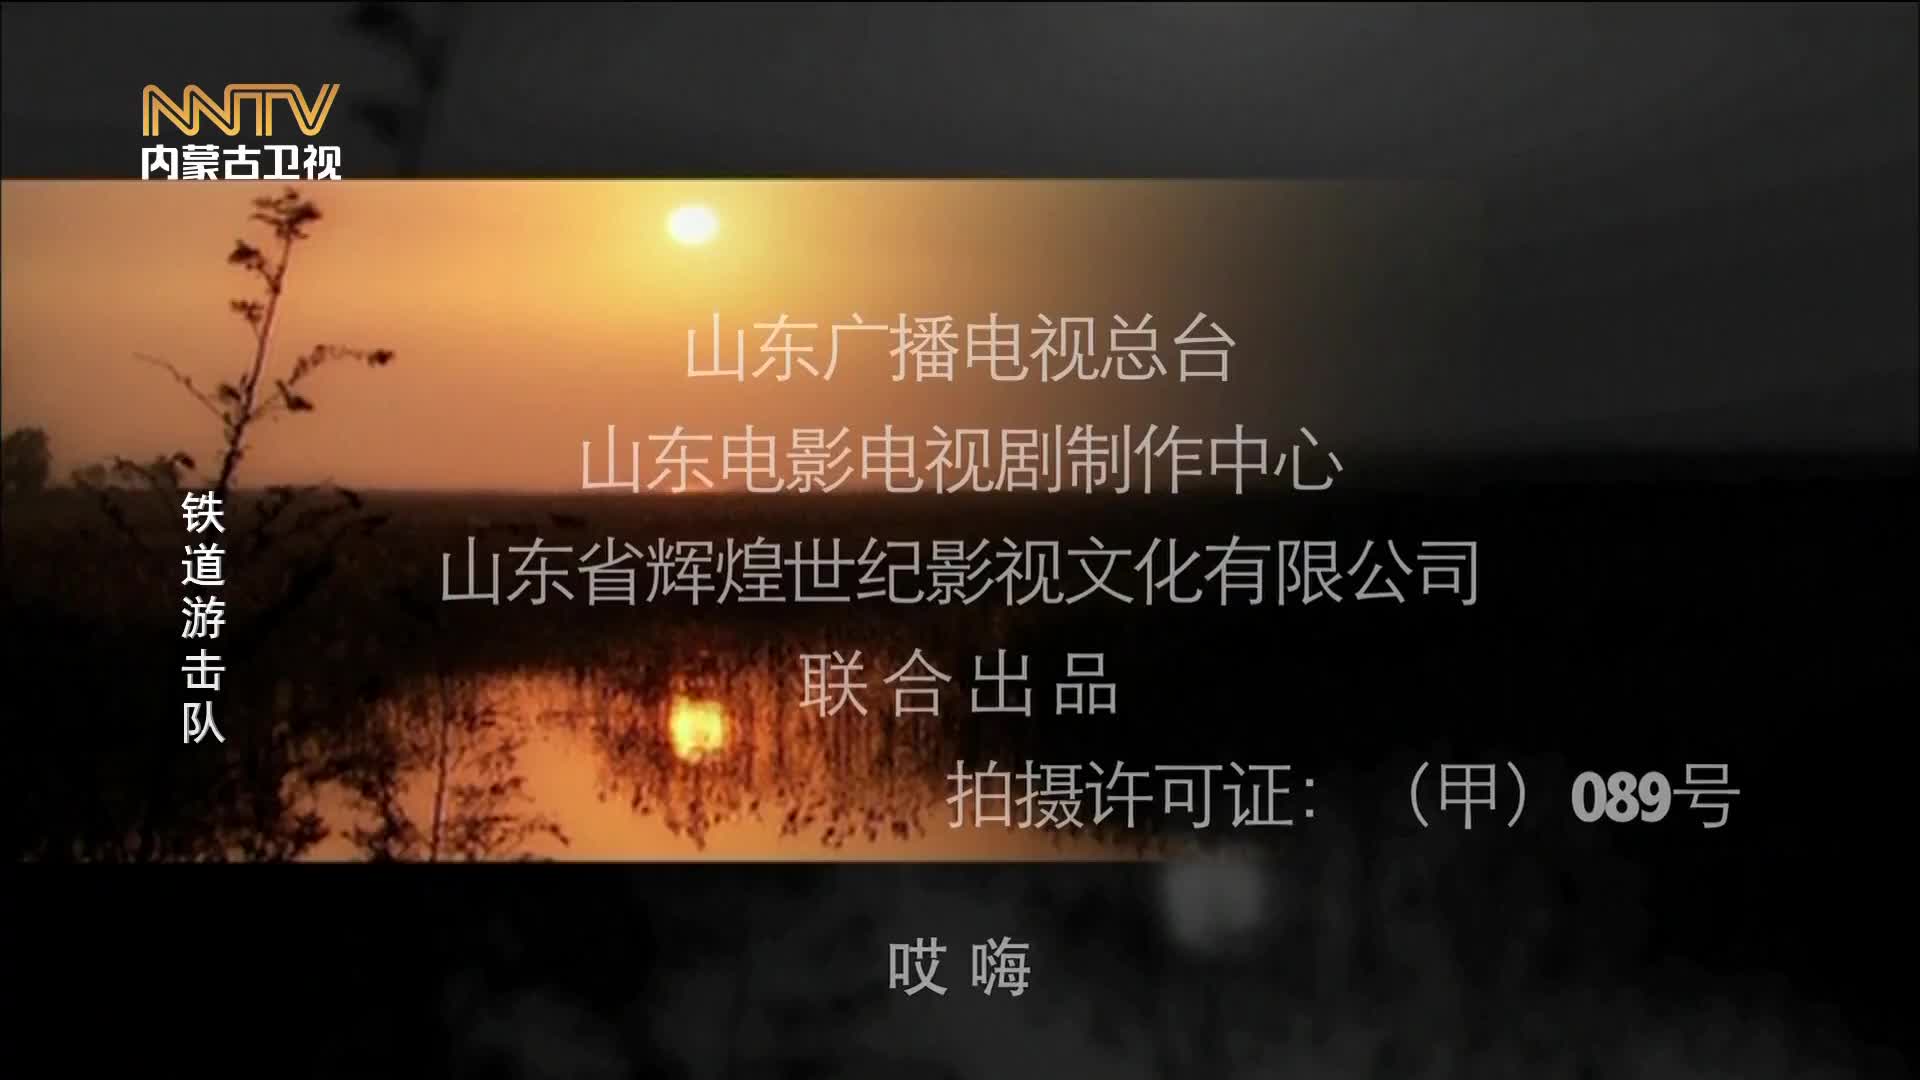 NNTV
内蒙古卫视
山东广播电视总台
山东电影电视剧制作中心
铁道游击队
山东省辉煌世纪影视文化有限公司
联合出品
拍摄许可证：（甲）089号
哎 嗨